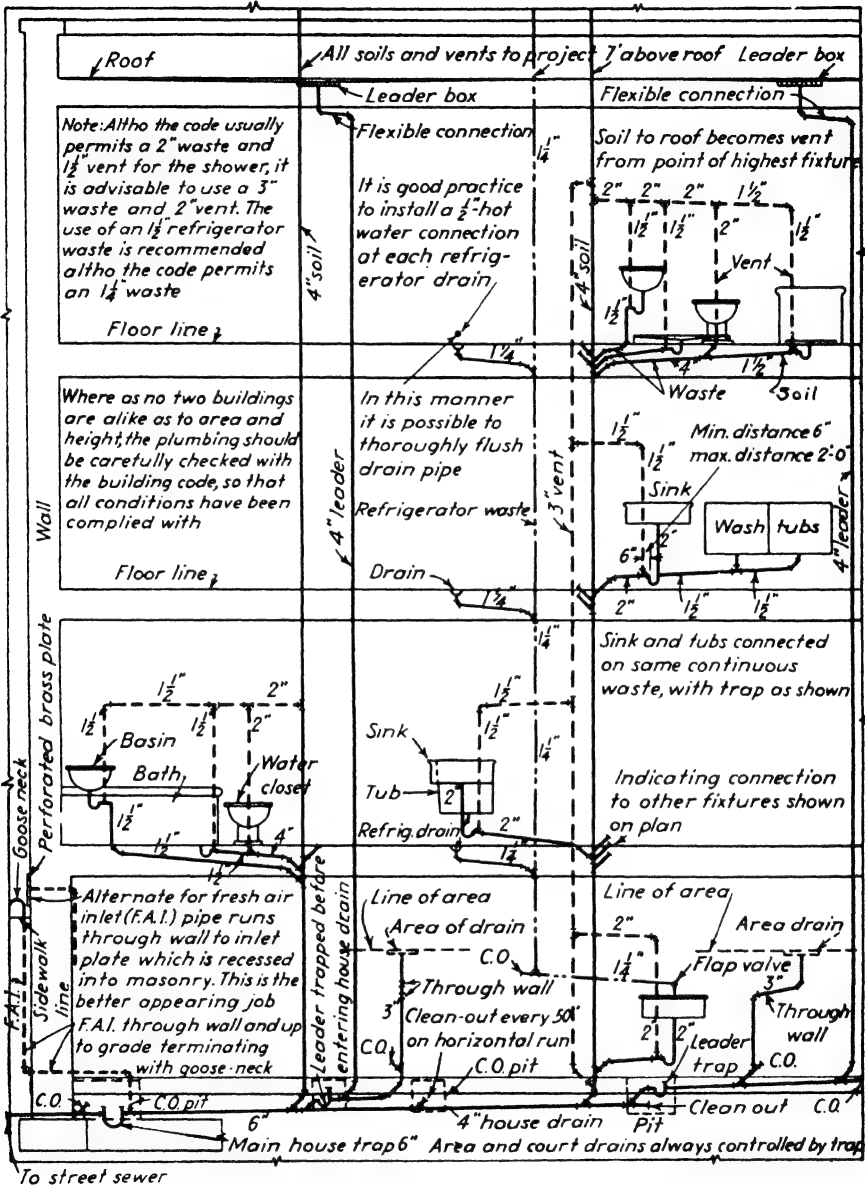 Roof
All soils and vents to project 7' above roof
Leader box
Leader box
Flexible connection
Flexible connection
Note: Altho the code usually
permits a 2" waste and
1½" vent for the shower, it
is advisable to use a 3"
waste and 2" vent. The
use of an 1½" refrigerator
waste is recommended
altho the code permits
an 1¼" waste
Floor line
4" soil
It is good practice
to install a ½"-hot
water connection
at each refrig-
erator drain
1¼"
1¼"
Soil to roof becomes vent
from point of highest fixture
2"
2"
2"
1½"
1½"
1½"
2"
1½"
4" soil
Vent
1½"
4"
1½"
Waste
Soil
Where as no two buildings
are alike as to area and
height, the plumbing should
be carefully checked with
the building code, so that
all conditions have been
complied with
Wall
Floor line
4" leader
In this manner
it is possible to
thoroughly flush
drain pipe
Refrigerator waste
3" vent
Drain
1¼"
1¼"
Min. distance 6"
max. distance 2'-0"
1½"
1½"
Sink
2"
6"
Wash tubs
4" leader
2"
1½"
1½"
Sink and tubs connected
on same continuous
waste, with trap as shown
Perforated brass plate
Goose neck
1½"
2"
1½"
1½"
2"
Basin
Bath
Water
closet
1½"
1½"
4"
1½"
1½"
1½"
1¼"
Sink
Tub
2"
Refrig. drain
2"
1¼"
Indicating connection
to other fixtures shown
on plan
Alternate for fresh air
inlet (F.A.I.) pipe runs
through wall to inlet
plate which is recessed
into masonry. This is the
better appearing job
F.A.I. through wall and up
to grade terminating
with goose-neck
F.A.I.
Sidewalk
line
Leader trapped before
entering house drain
Line of area
Area of drain
C.O.
Through wall
3"
Clean-out every 50'
on horizontal run
C.O.
C.O. pit
2"
1¼"
Line of area
Area drain
Flap valve
3"
Through
wall
2"
2"
Leader
trap
C.O.
C.O.
C.O. pit
6"
4" house drain
Clean out
Pit
C.O.
Main house trap 6"
Area and court drains always controlled by trap
To street sewer